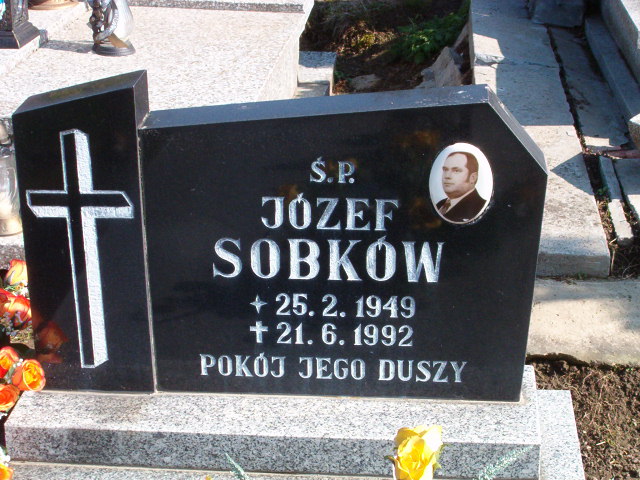 Ś.P.
JÓZEF
SOBKÓW
25. 2. 1949
21. 6. 1992
POKÓJ JEGO DUSZY